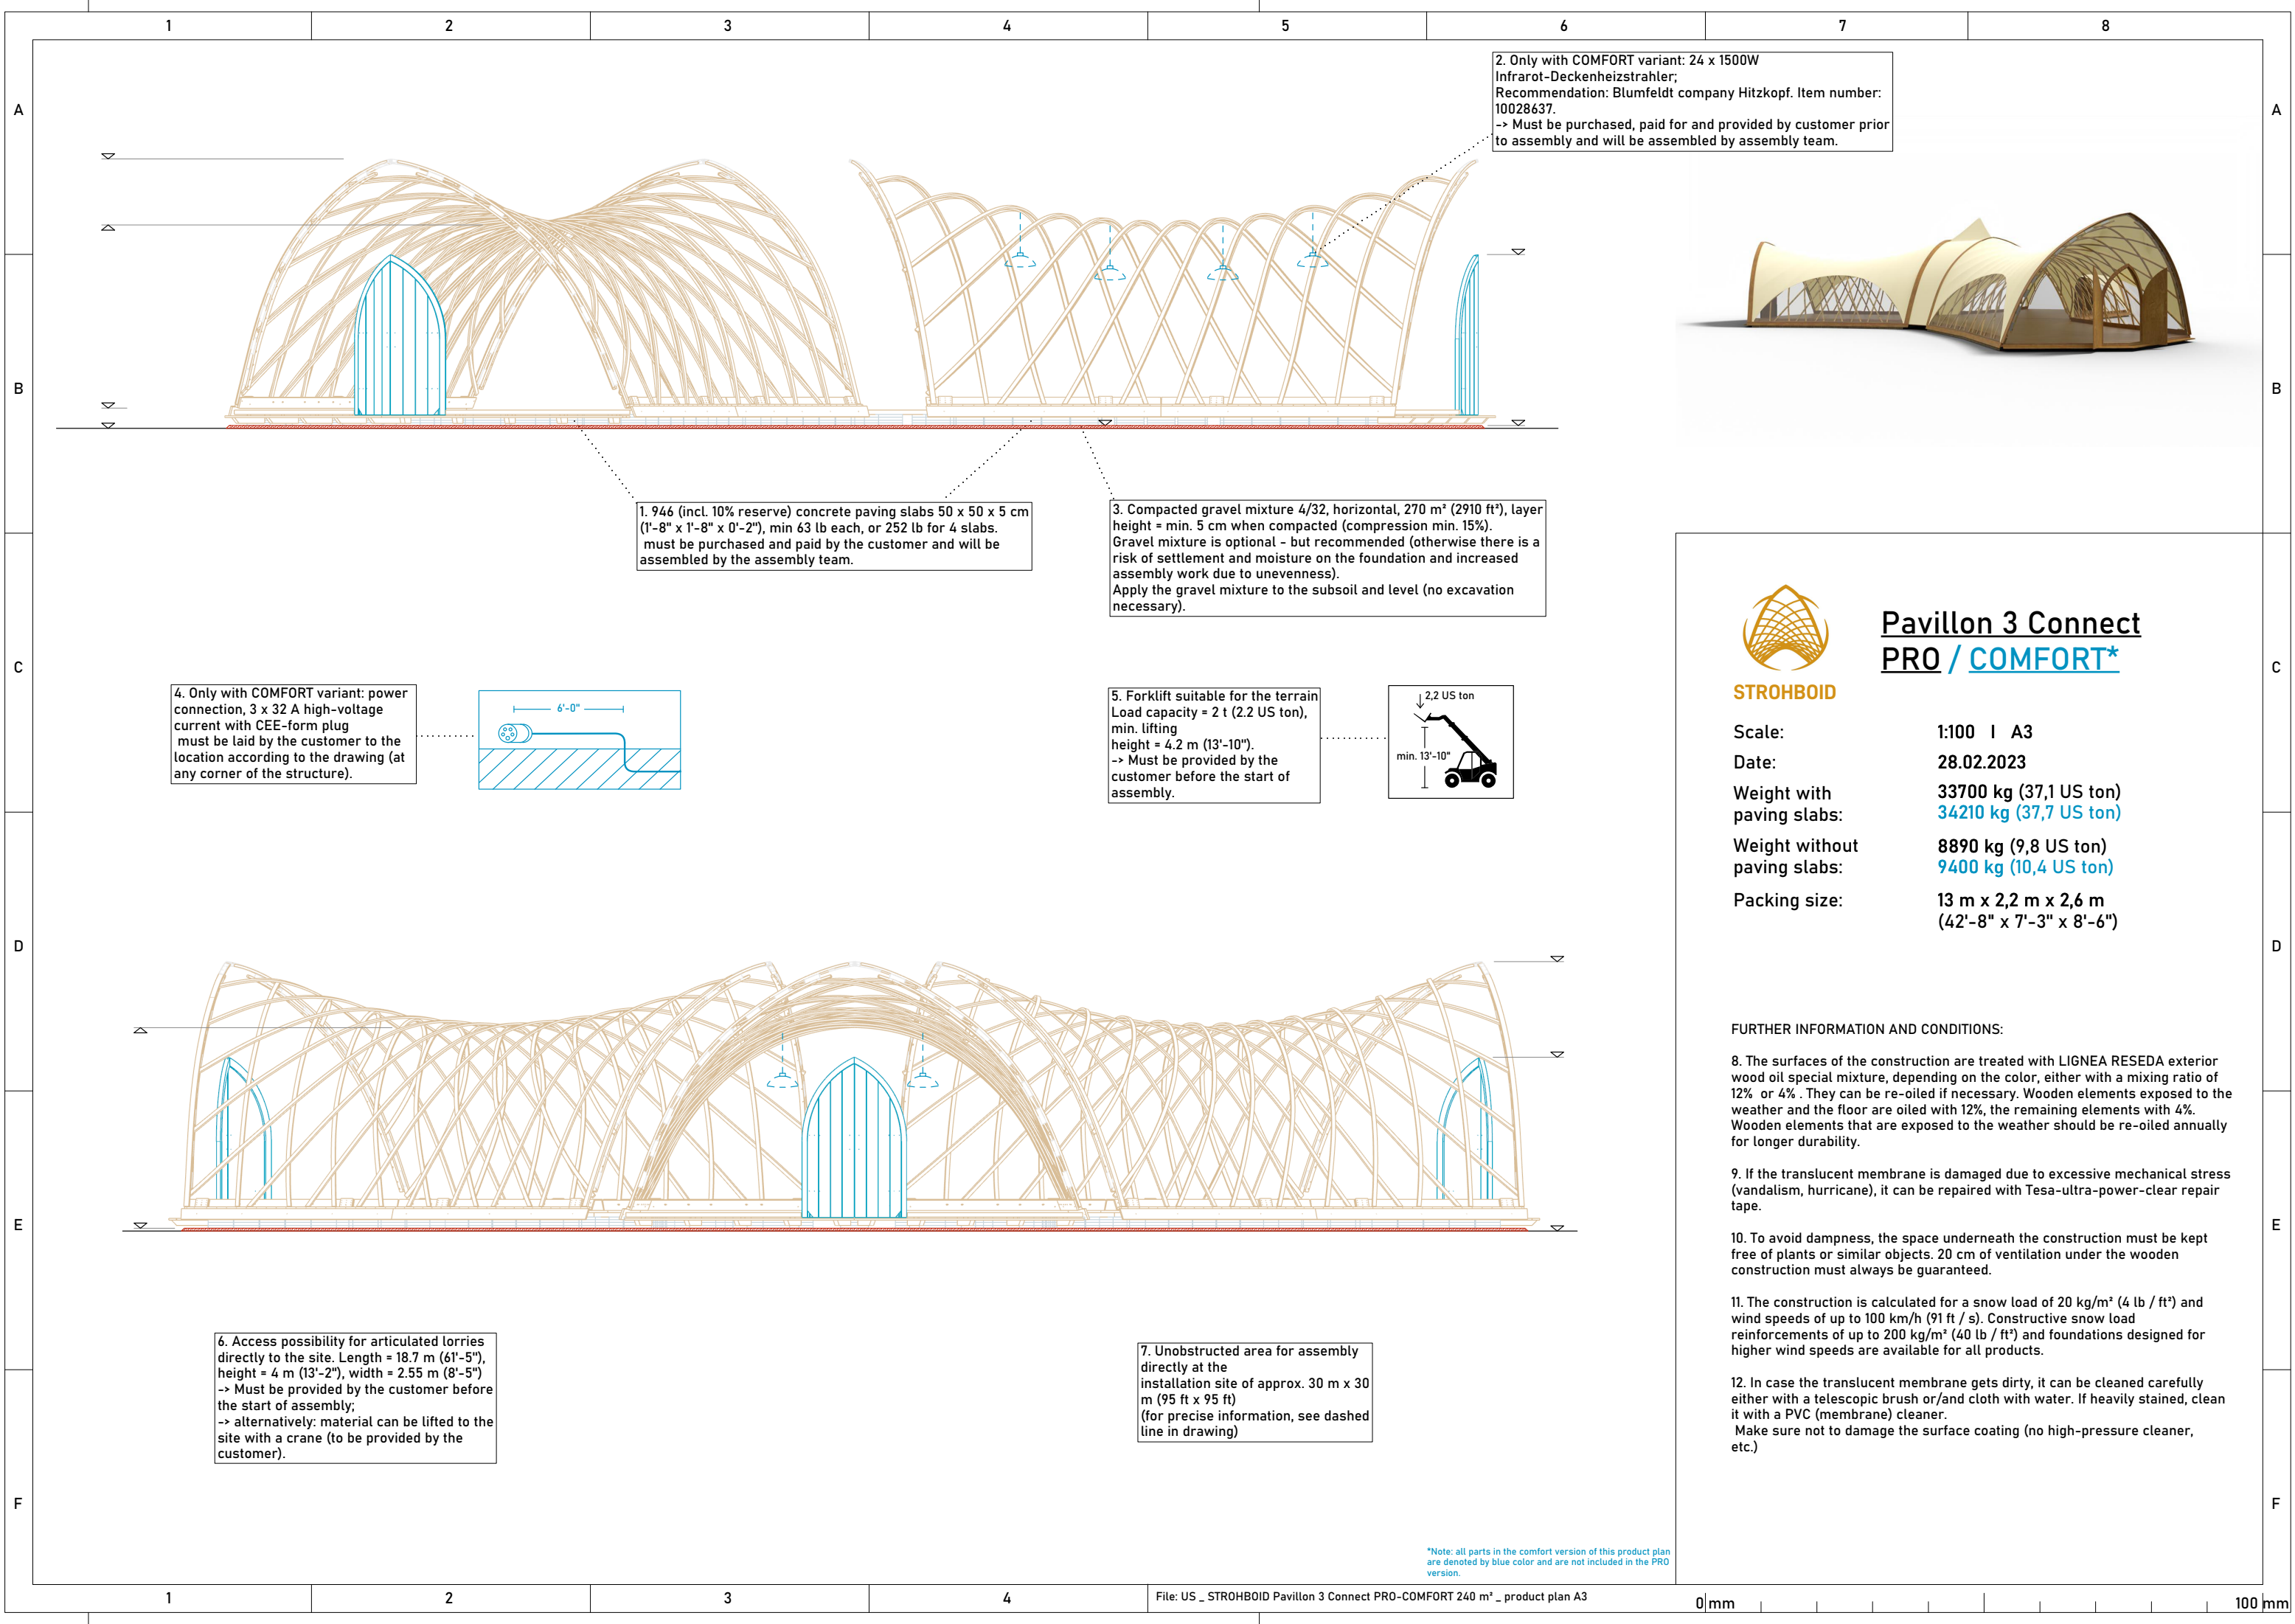 1 2 3 4 5 6 7 8
A
A
2. Only with COMFORT variant: 24 x 1500W
Infrarot-Deckenheizstrahler;
Recommendation: Blumfeldt company Hitzkopf. Item number:
10028637.
-> Must be purchased, paid for and provided by customer prior
to assembly and will be assembled by assembly team.
B
B
1. 946 (incl. 10% reserve) concrete paving slabs 50 x 50 x 5 cm
(1'-8" x 1'-8" x 0'-2"), min 63 lb each, or 252 lb for 4 slabs.
must be purchased and paid by the customer and will be
assembled by the assembly team.
3. Compacted gravel mixture 4/32, horizontal, 270 m² (2910 ft²), layer
height = min. 5 cm when compacted (compression min. 15%).
Gravel mixture is optional - but recommended (otherwise there is a
risk of settlement and moisture on the foundation and increased
assembly work due to unevenness).
Apply the gravel mixture to the subsoil and level (no excavation
necessary).
C
C
4. Only with COMFORT variant: power
connection, 3 x 32 A high-voltage
current with CEE-form plug
must be laid by the customer to the
location according to the drawing (at
any corner of the structure).
6'-0"
5. Forklift suitable for the terrain
Load capacity = 2 t (2.2 US ton),
min. lifting
height = 4.2 m (13'-10").
-> Must be provided by the
customer before the start of
assembly.
2,2 US ton
min. 13'-10"
STROHBOID
Pavillon 3 Connect
PRO / COMFORT*
Scale: 1:100 I A3
Date: 28.02.2023
Weight with
paving slabs:
33700 kg (37,1 US ton)
34210 kg (37,7 US ton)
Weight without
paving slabs:
8890 kg (9,8 US ton)
9400 kg (10,4 US ton)
Packing size: 13 m x 2,2 m x 2,6 m
(42'-8" x 7'-3" x 8'-6")
D
D
FURTHER INFORMATION AND CONDITIONS:
8. The surfaces of the construction are treated with LIGNEA RESEDA exterior
wood oil special mixture, depending on the color, either with a mixing ratio of
12% or 4% . They can be re-oiled if necessary. Wooden elements exposed to the
weather and the floor are oiled with 12%, the remaining elements with 4%.
Wooden elements that are exposed to the weather should be re-oiled annually
for longer durability.
9. If the translucent membrane is damaged due to excessive mechanical stress
(vandalism, hurricane), it can be repaired with Tesa-ultra-power-clear repair
tape.
10. To avoid dampness, the space underneath the construction must be kept
free of plants or similar objects. 20 cm of ventilation under the wooden
construction must always be guaranteed.
11. The construction is calculated for a snow load of 20 kg/m² (4 lb / ft²) and
wind speeds of up to 100 km/h (91 ft / s). Constructive snow load
reinforcements of up to 200 kg/m² (40 lb / ft²) and foundations designed for
higher wind speeds are available for all products.
12. In case the translucent membrane gets dirty, it can be cleaned carefully
either with a telescopic brush or/and cloth with water. If heavily stained, clean
it with a PVC (membrane) cleaner.
Make sure not to damage the surface coating (no high-pressure cleaner,
etc.)
E
E
6. Access possibility for articulated lorries
directly to the site. Length = 18.7 m (61'-5"),
height = 4 m (13'-2"), width = 2.55 m (8'-5")
-> Must be provided by the customer before
the start of assembly;
-> alternatively: material can be lifted to the
site with a crane (to be provided by the
customer).
7. Unobstructed area for assembly
directly at the
installation site of approx. 30 m x 30
m (95 ft x 95 ft)
(for precise information, see dashed
line in drawing)
F
F
*Note: all parts in the comfort version of this product plan
are denoted by blue color and are not included in the PRO
version.
1 2 3 4
File: US _ STROHBOID Pavillon 3 Connect PRO-COMFORT 240 m² _ product plan A3
0 mm 100 mm